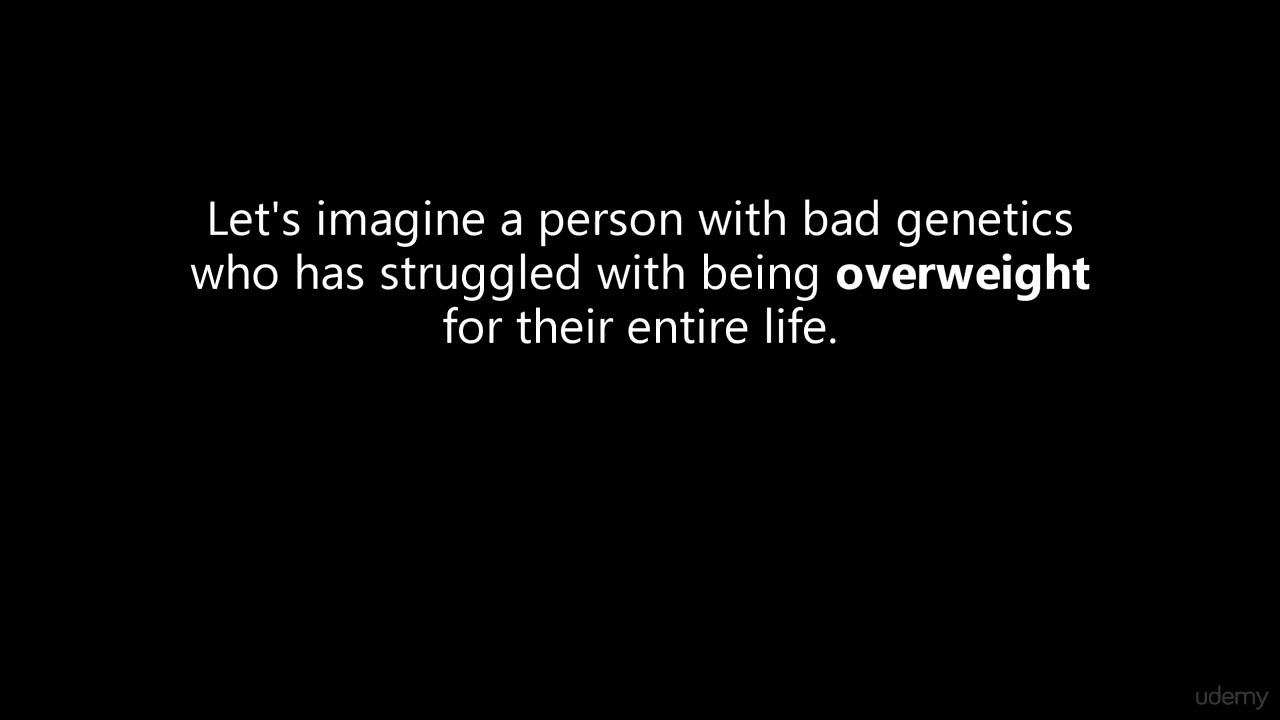 Let's imagine a person with bad genetics
who has struggled with being overweight
for their entire life.
udemy